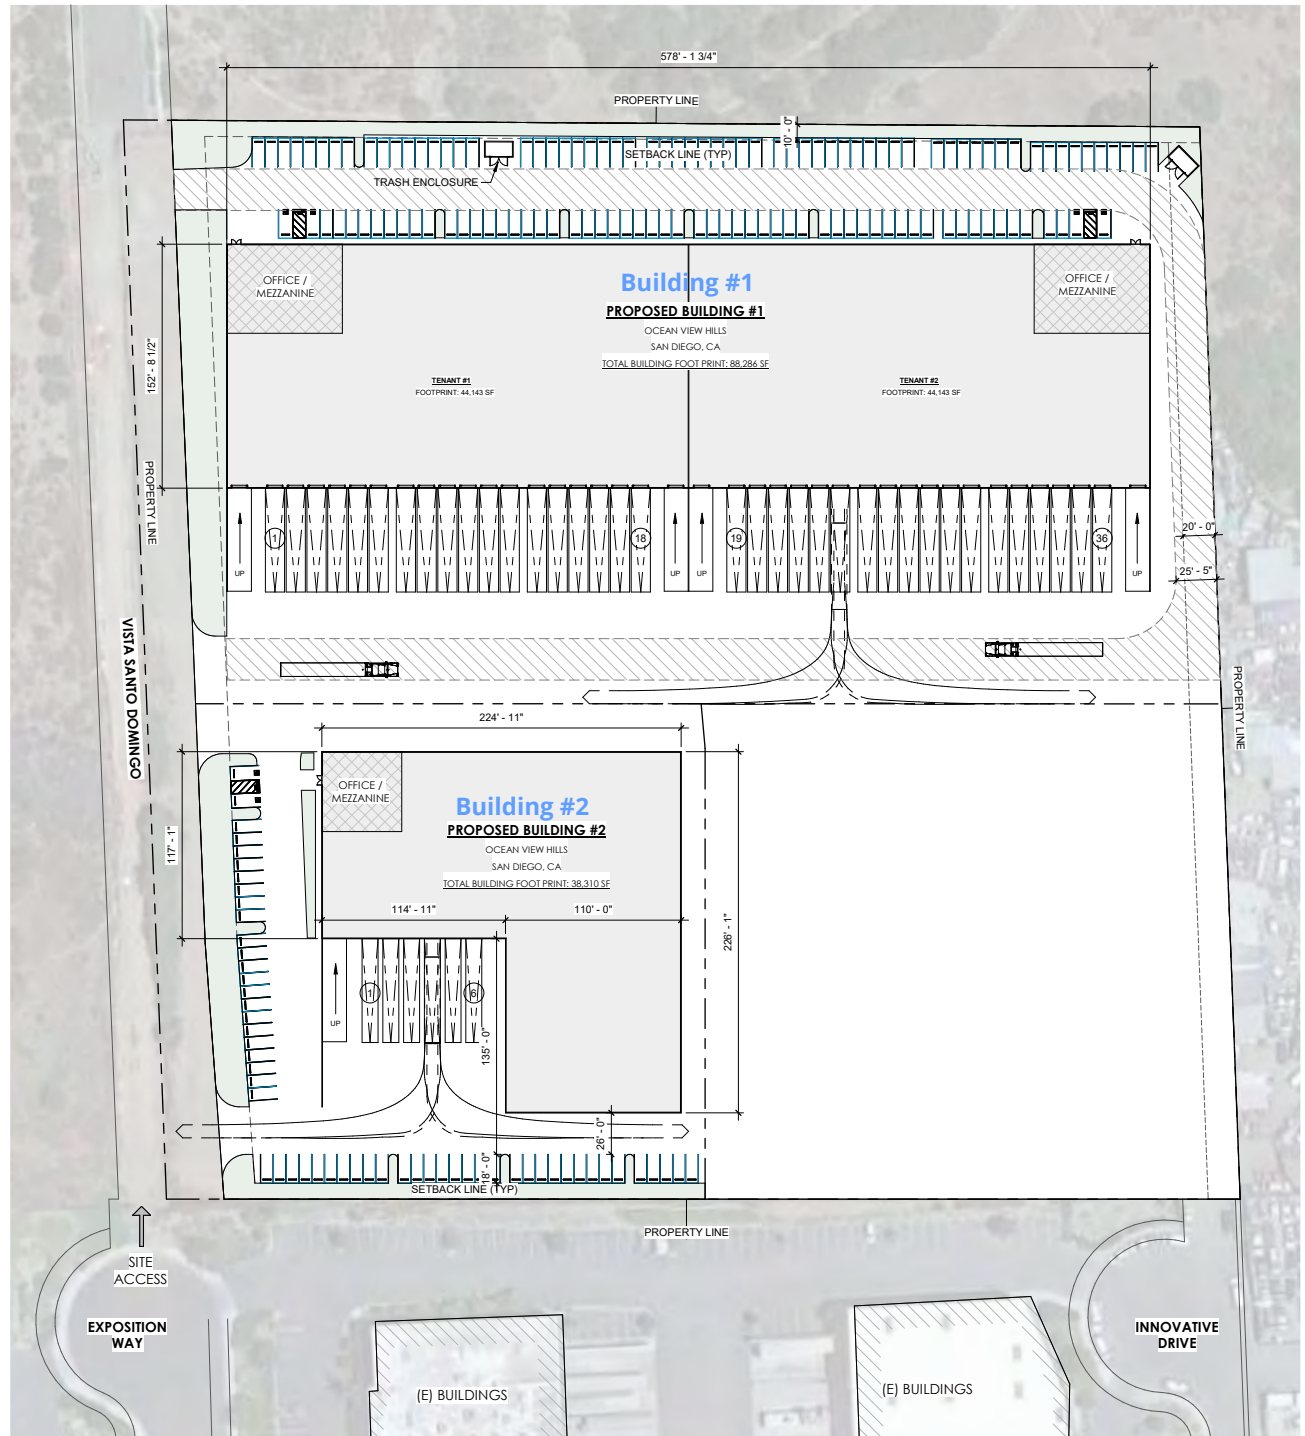 578' - 1 3/4"
PROPERTY LINE
10' - 0"
SETBACK LINE (TYP)
TRASH ENCLOSURE
OFFICE /
MEZZANINE
Building #1
PROPOSED BUILDING #1
OCEAN VIEW HILLS
SAN DIEGO, CA
TOTAL BUILDING FOOT PRINT: 88,286 SF
OFFICE /
MEZZANINE
152' - 8 1/2"
TENANT #1
FOOTPRINT: 44,143 SF
TENANT #2
FOOTPRINT: 44,143 SF
PROPERTY LINE
1
18
19
36
UP
UP
UP
UP
20' - 0"
25' - 5"
VISTA SANTO DOMINGO
PROPERTY LINE
224' - 11"
OFFICE /
MEZZANINE
Building #2
PROPOSED BUILDING #2
OCEAN VIEW HILLS
SAN DIEGO, CA
TOTAL BUILDING FOOT PRINT: 38,310 SF
117' - 1"
114' - 11"
110' - 0"
226' - 1"
1
6
UP
135' - 0"
26' - 0"
18' - 0"
SETBACK LINE (TYP)
PROPERTY LINE
SITE
ACCESS
EXPOSITION
WAY
INNOVATIVE
DRIVE
(E) BUILDINGS
(E) BUILDINGS